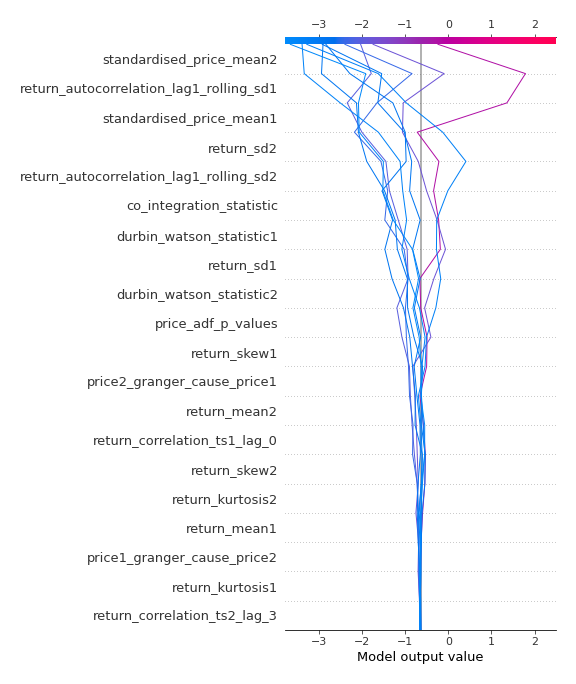 −3 −2 −1 0 1 2
standardised_price_mean2
return_autocorrelation_lag1_rolling_sd1
standardised_price_mean1
return_sd2
return_autocorrelation_lag1_rolling_sd2
co_integration_statistic
durbin_watson_statistic1
return_sd1
durbin_watson_statistic2
price_adf_p_values
return_skew1
price2_granger_cause_price1
return_mean2
return_correlation_ts1_lag_0
return_skew2
return_kurtosis2
return_mean1
price1_granger_cause_price2
return_kurtosis1
return_correlation_ts2_lag_3
−3 −2 −1 0 1 2
Model output value